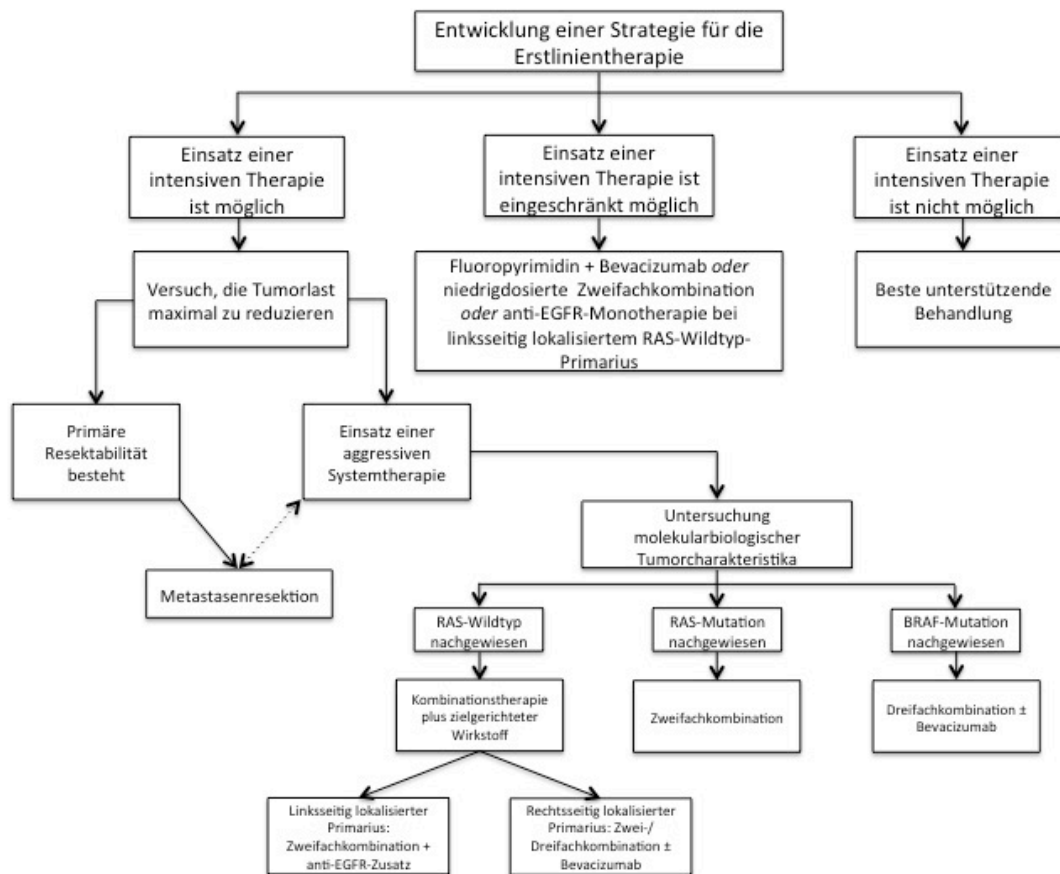 Entwicklung einer Strategie für die
Erstlinientherapie
Einsatz einer
intensiven Therapie
ist möglich
Einsatz einer
intensiven Therapie ist
eingeschränkt möglich
Einsatz einer
intensiven Therapie
ist nicht möglich
Versuch, die Tumorlast
maximal zu reduzieren
Fluoropyrimidin + Bevacizumab oder
niedrigdosierte Zweifachkombination
oder anti-EGFR-Monotherapie bei
linksseitig lokalisiertem RAS-Wildtyp-
Primarius
Beste unterstützende
Behandlung
Primäre
Resektabilität
besteht
Einsatz einer
aggressiven
Systemtherapie
Metastasenresektion
Untersuchung
molekularbiologischer
Tumorcharakteristika
RAS-Wildtyp
nachgewiesen
RAS-Mutation
nachgewiesen
BRAF-Mutation
nachgewiesen
Kombinationstherapie
plus zielgerichteter
Wirkstoff
Zweifachkombination
Dreifachkombination ±
Bevacizumab
Linksseitig lokalisierter
Primarius:
Zweifachkombination +
anti-EGFR-Zusatz
Rechtsseitig lokalisierter
Primarius: Zwei-/
Dreifachkombination ±
Bevacizumab